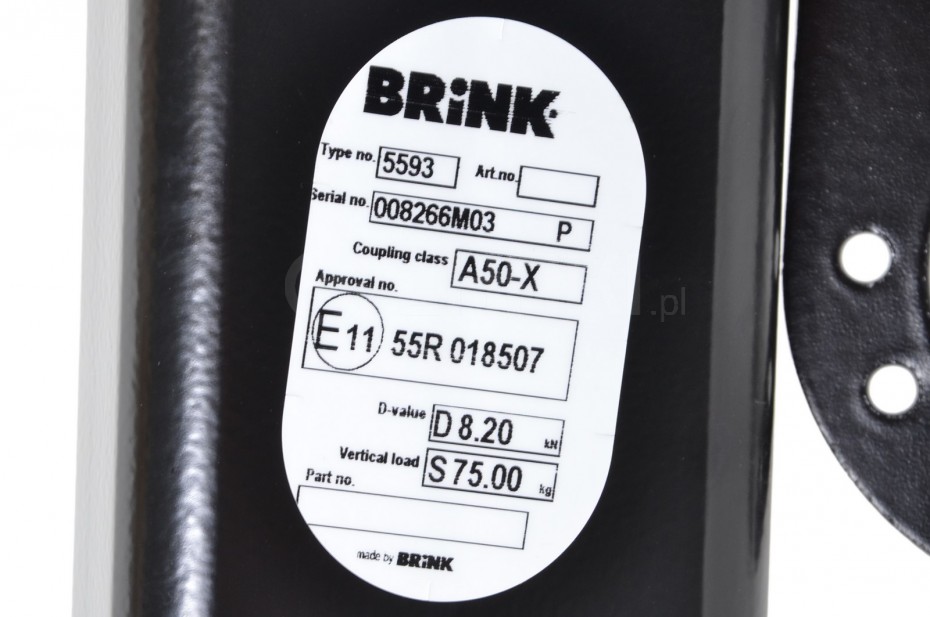 BRiNK
Type no. 5593 Art.no.
Serial no. 008266M03 P
Coupling class A50-X
Approval no.
E11 55R 018507
.pl
D-value D 8.20 kN
Vertical load S 75.00 kg
Part no.
made by BRiNK